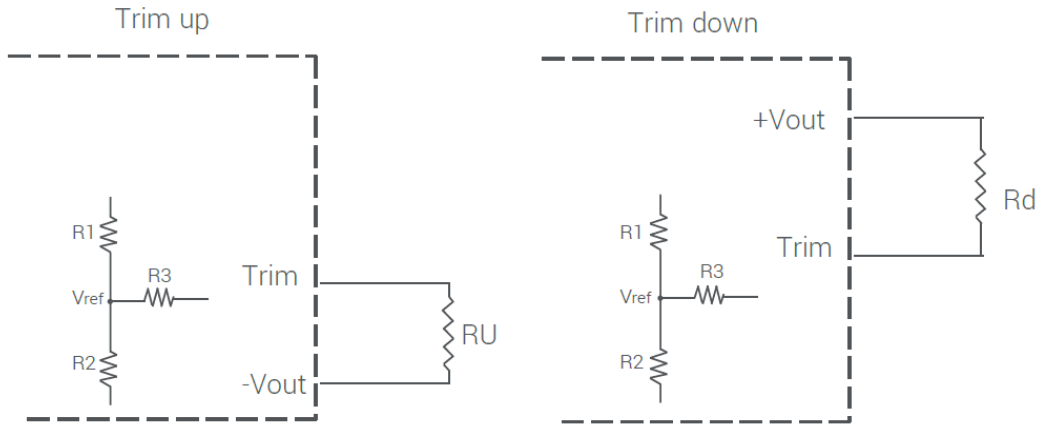 Trim up
R1
R3
Vref
R2
Trim
RU
-Vout
Trim down
+Vout
Rd
R1
Trim
R3
Vref
R2